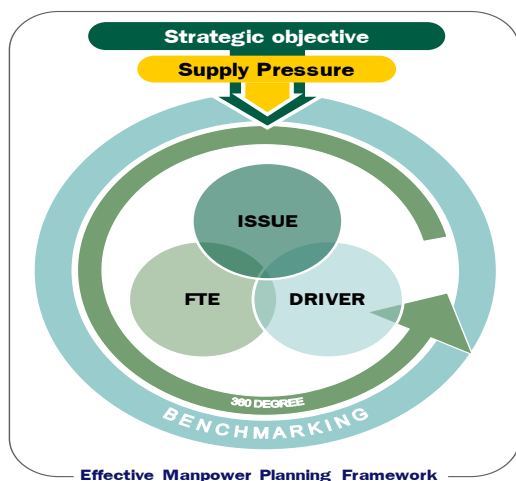 Strategic objective
Supply Pressure
ISSUE
FTE
DRIVER
360 DEGREE
BENCHMARKING
Effective Manpower Planning Framework